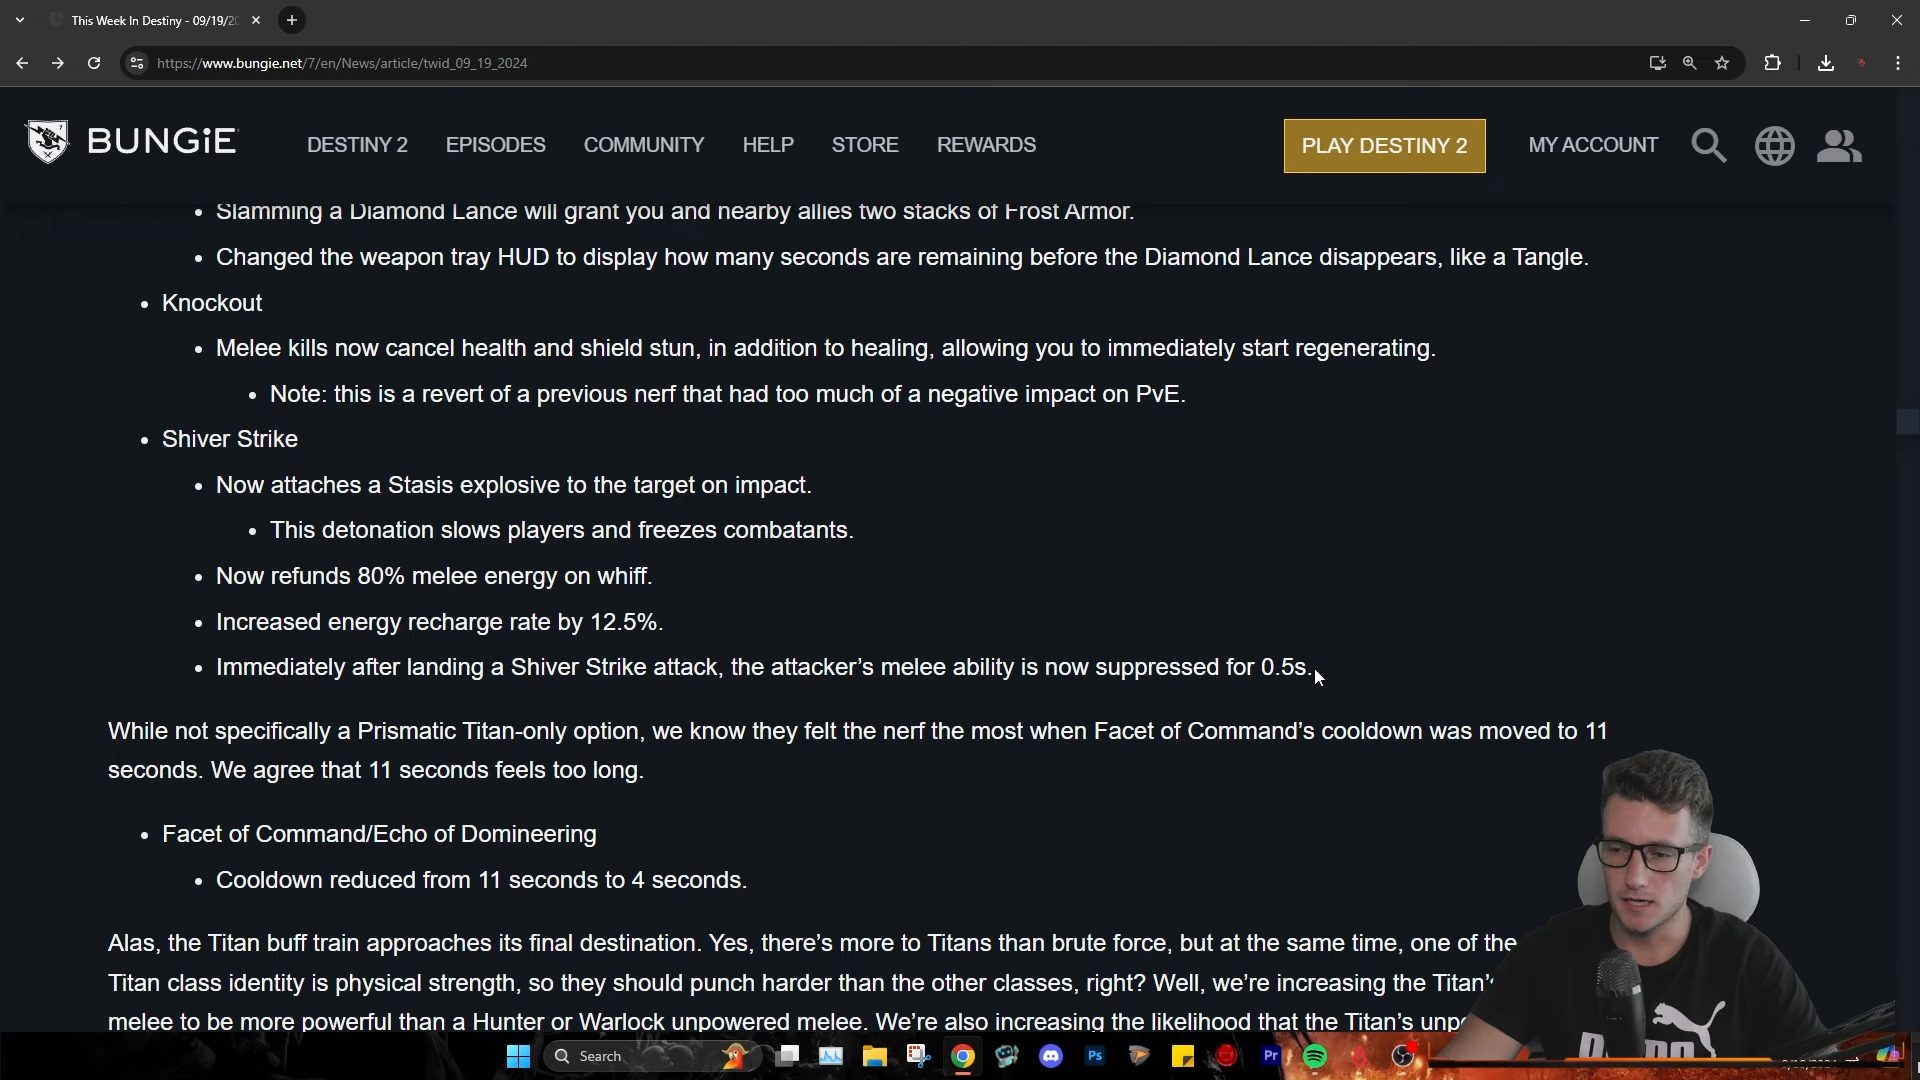 This Week In Destiny - 09/19/20
https://www.bungie.net/7/en/News/article/twid_09_19_2024
BUNGiE
DESTINY 2
EPISODES
COMMUNITY
HELP
STORE
REWARDS
PLAY DESTINY 2
MY ACCOUNT
• Slamming a Diamond Lance will grant you and nearby allies two stacks of Frost Armor.
• Changed the weapon tray HUD to display how many seconds are remaining before the Diamond Lance disappears, like a Tangle.
• Knockout
• Melee kills now cancel health and shield stun, in addition to healing, allowing you to immediately start regenerating.
• Note: this is a revert of a previous nerf that had too much of a negative impact on PvE.
• Shiver Strike
• Now attaches a Stasis explosive to the target on impact.
• This detonation slows players and freezes combatants.
• Now refunds 80% melee energy on whiff.
• Increased energy recharge rate by 12.5%.
• Immediately after landing a Shiver Strike attack, the attacker’s melee ability is now suppressed for 0.5s.
While not specifically a Prismatic Titan-only option, we know they felt the nerf the most when Facet of Command’s cooldown was moved to 11
seconds. We agree that 11 seconds feels too long.
• Facet of Command/Echo of Domineering
• Cooldown reduced from 11 seconds to 4 seconds.
Alas, the Titan buff train approaches its final destination. Yes, there’s more to Titans than brute force, but at the same time, one of the
Titan class identity is physical strength, so they should punch harder than the other classes, right? Well, we’re increasing the Titan’s
melee to be more powerful than a Hunter or Warlock unpowered melee. We’re also increasing the likelihood that the Titan’s unp
Search
Ps
Pr